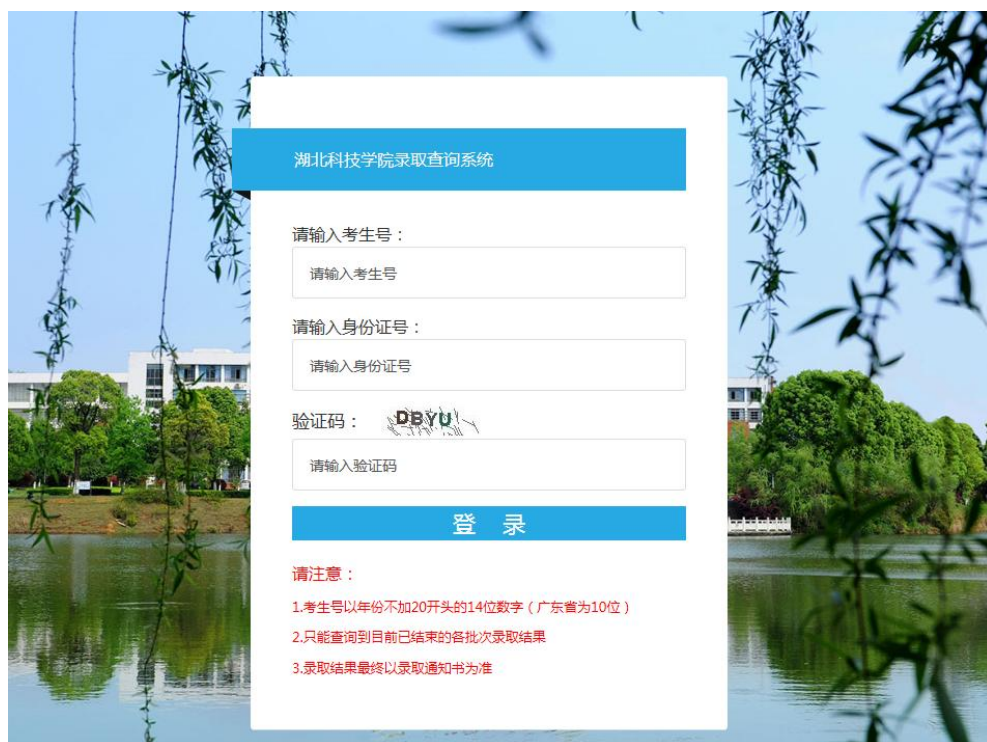 湖北科技学院录取查询系统
请输入考生号：
请输入考生号
请输入身份证号：
请输入身份证号
验证码： DBYU
请输入验证码
登 录
请注意：
1.考生号以年份不加20开头的14位数字（广东省为10位）
2.只能查询到目前已结束的各批次录取结果
3.录取结果最终以录取通知书为准